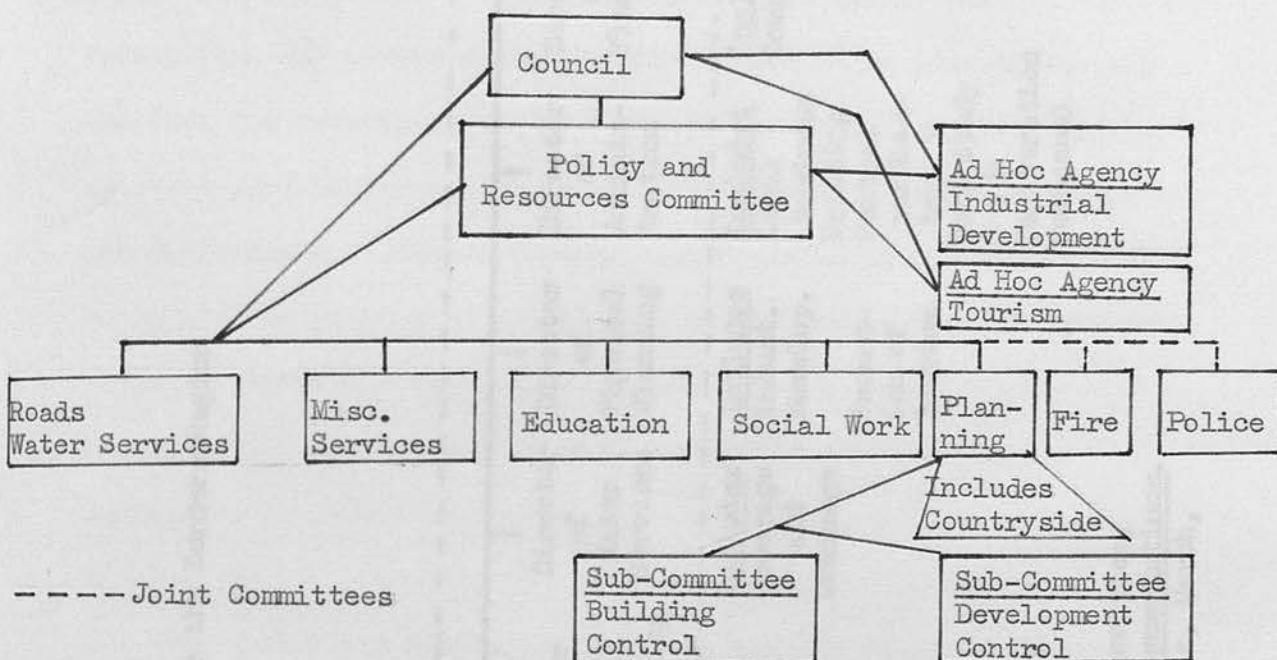 Council
Policy and
Resources Committee
Ad Hoc Agency
Industrial
Development
Ad Hoc Agency
Tourism
Roads
Water Services
Misc.
Services
Education
Social Work
Plan-
ning
Fire
Police
Includes
Countryside
---- Joint Committees
Sub-Committee
Building
Control
Sub-Committee
Development
Control